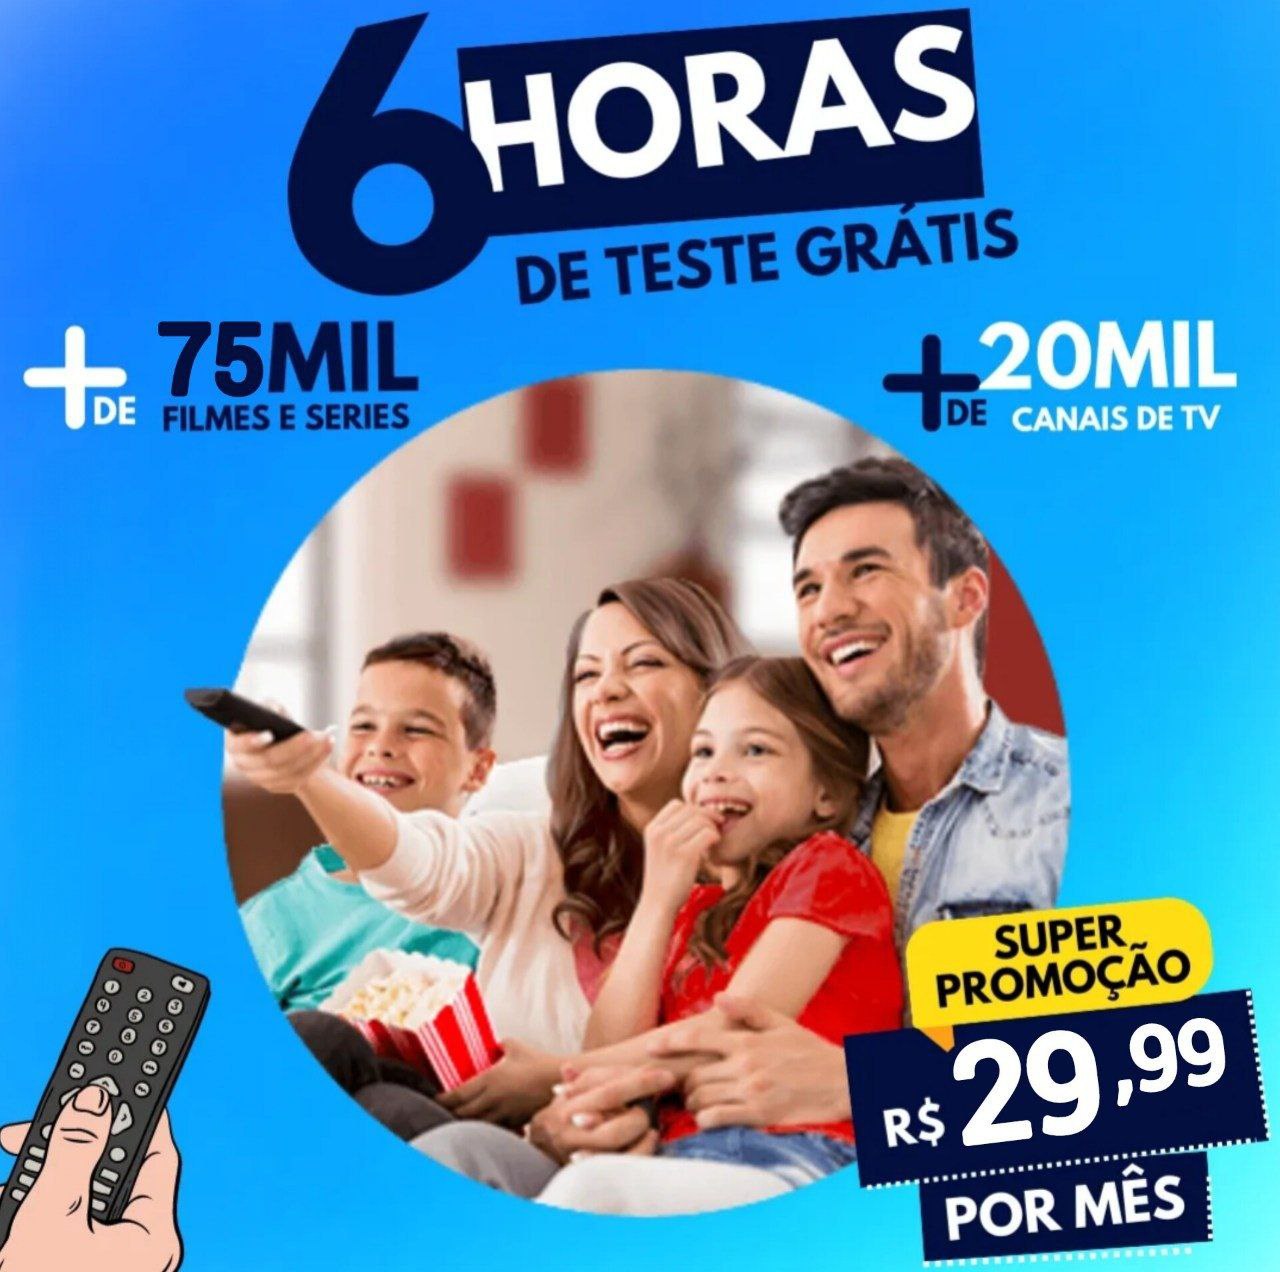 6 HORAS
DE TESTE GRÁTIS
+ DE 75MIL
FILMES E SERIES
+ DE 20MIL
CANAIS DE TV
SUPER
PROMOÇÃO
R$ 29,99
POR MÊS